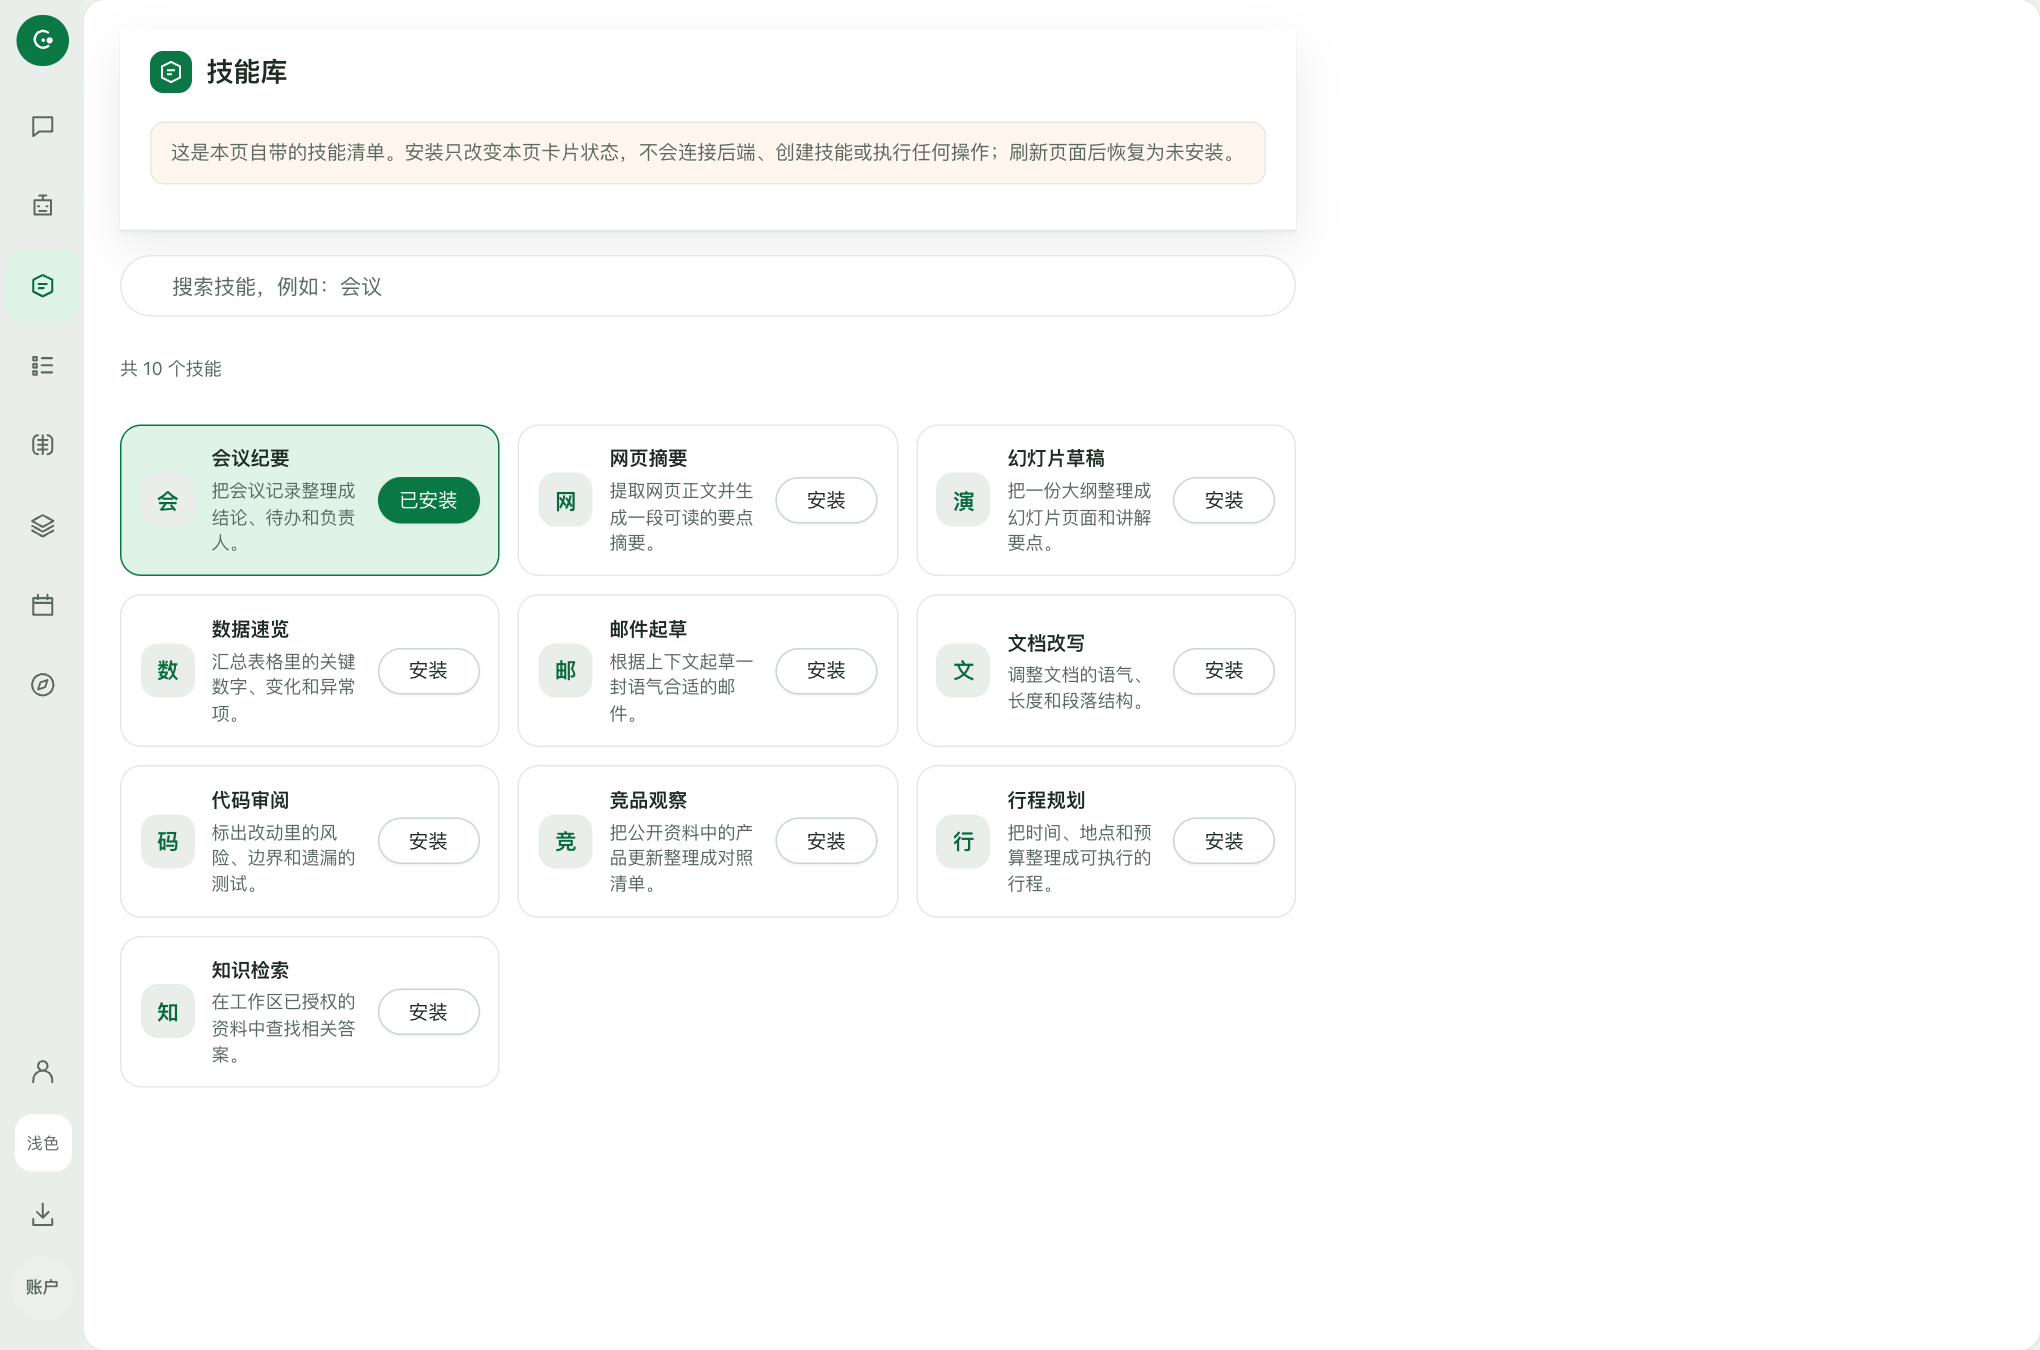 技能库
这是本页自带的技能清单。安装只改变本页卡片状态，不会连接后端、创建技能或执行任何操作；刷新页面后恢复为未安装。
搜索技能，例如：会议
共 10 个技能
会
会议纪要
把会议记录整理成
结论、待办和负责
人。
已安装
网
网页摘要
提取网页正文并生
成一段可读的要点
摘要。
安装
演
幻灯片草稿
把一份大纲整理成
幻灯片页面和讲解
要点。
安装
数
数据速览
汇总表格里的关键
数字、变化和异常
项。
安装
邮
邮件起草
根据上下文起草一
封语气合适的邮
件。
安装
文
文档改写
调整文档的语气、
长度和段落结构。
安装
码
代码审阅
标出改动里的风
险、边界和遗漏的
测试。
安装
竞
竞品观察
把公开资料中的产
品更新整理成对照
清单。
安装
行
行程规划
把时间、地点和预
算整理成可执行的
行程。
安装
知
知识检索
在工作区已授权的
资料中查找相关答
案。
安装
浅色
账户